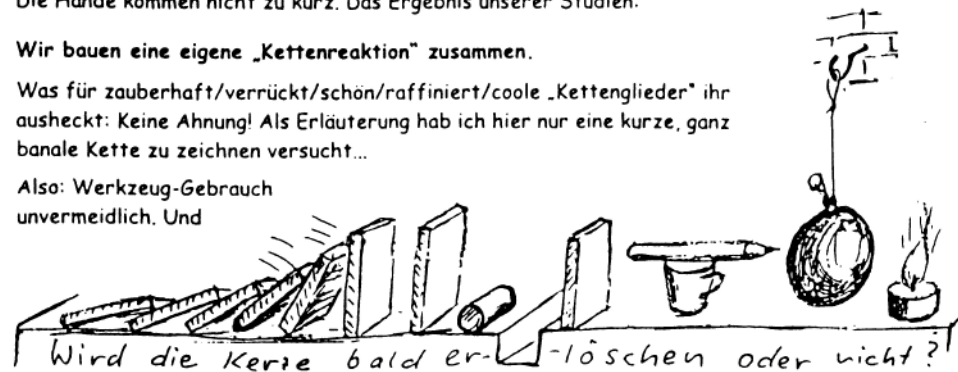 Die Hände kommen nicht zu kurz. Das Ergebnis unserer Studien:
Wir bauen eine eigene „Kettenreaktion" zusammen.
Was für zauberhaft/verrückt/schön/raffiniert/coole „Kettenglieder" ihr
ausheckt: Keine Ahnung! Als Erläuterung hab ich hier nur eine kurze, ganz
banale Kette zu zeichnen versucht...
Also: Werkzeug-Gebrauch
unvermeidlich. Und
Wird die Kerze bald er- -löschen oder nicht?